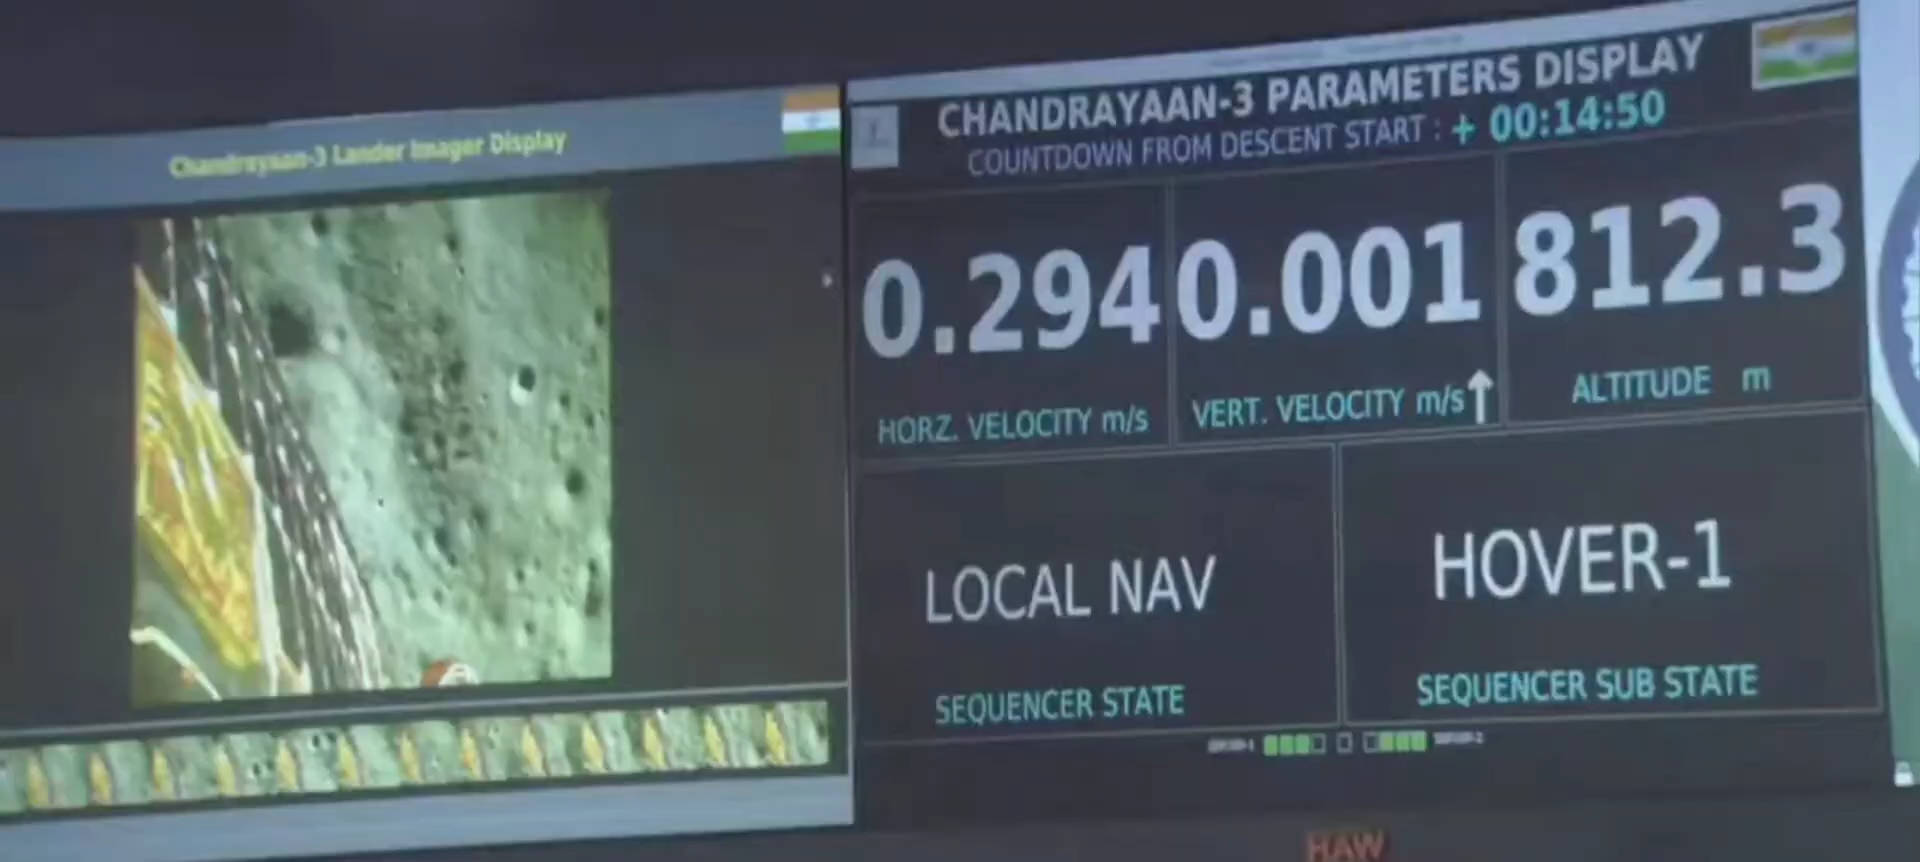 Chandrayaan-3 Lander Imager Display
CHANDRAYAAN-3 PARAMETERS DISPLAY
COUNTDOWN FROM DESCENT START : + 00:14:50
0.294
HORZ. VELOCITY m/s
0.001
VERT. VELOCITY m/s↑
812.3
ALTITUDE m
LOCAL NAV
SEQUENCER STATE
HOVER-1
SEQUENCER SUB STATE
RAW